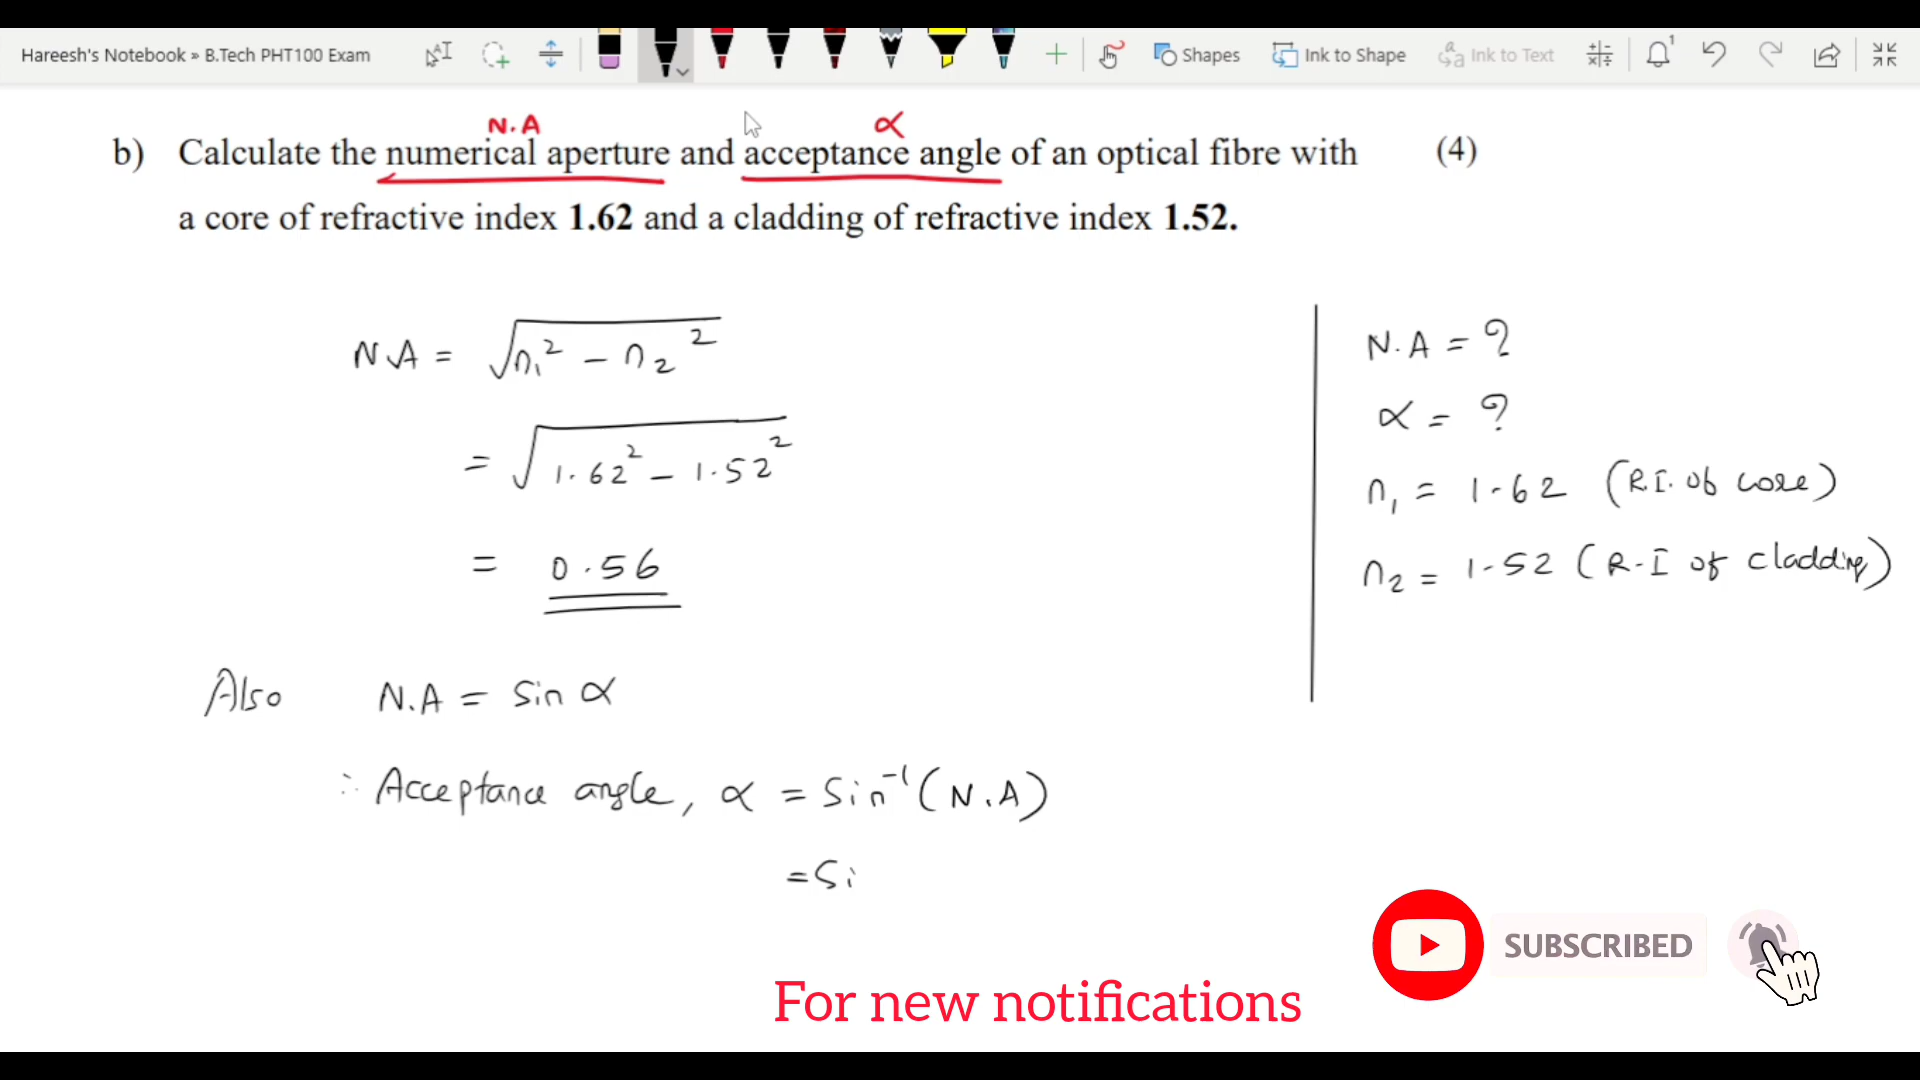 Hareesh's Notebook » B.Tech PHT100 Exam
Shapes
Ink to Shape
Ink to Text
N.A α
b) Calculate the numerical aperture and acceptance angle of an optical fibre with (4)
a core of refractive index 1.62 and a cladding of refractive index 1.52.
N.A = √n₁² – n₂²
= √1.62² – 1.52²
= 0.56
Also N.A = Sin α
∴ Acceptance angle, α = Sin⁻¹(N.A)
= Si
N.A = ?
α = ?
n₁ = 1.62 (R.I. of core)
n₂ = 1.52 (R.I of cladding)
SUBSCRIBED
For new notifications